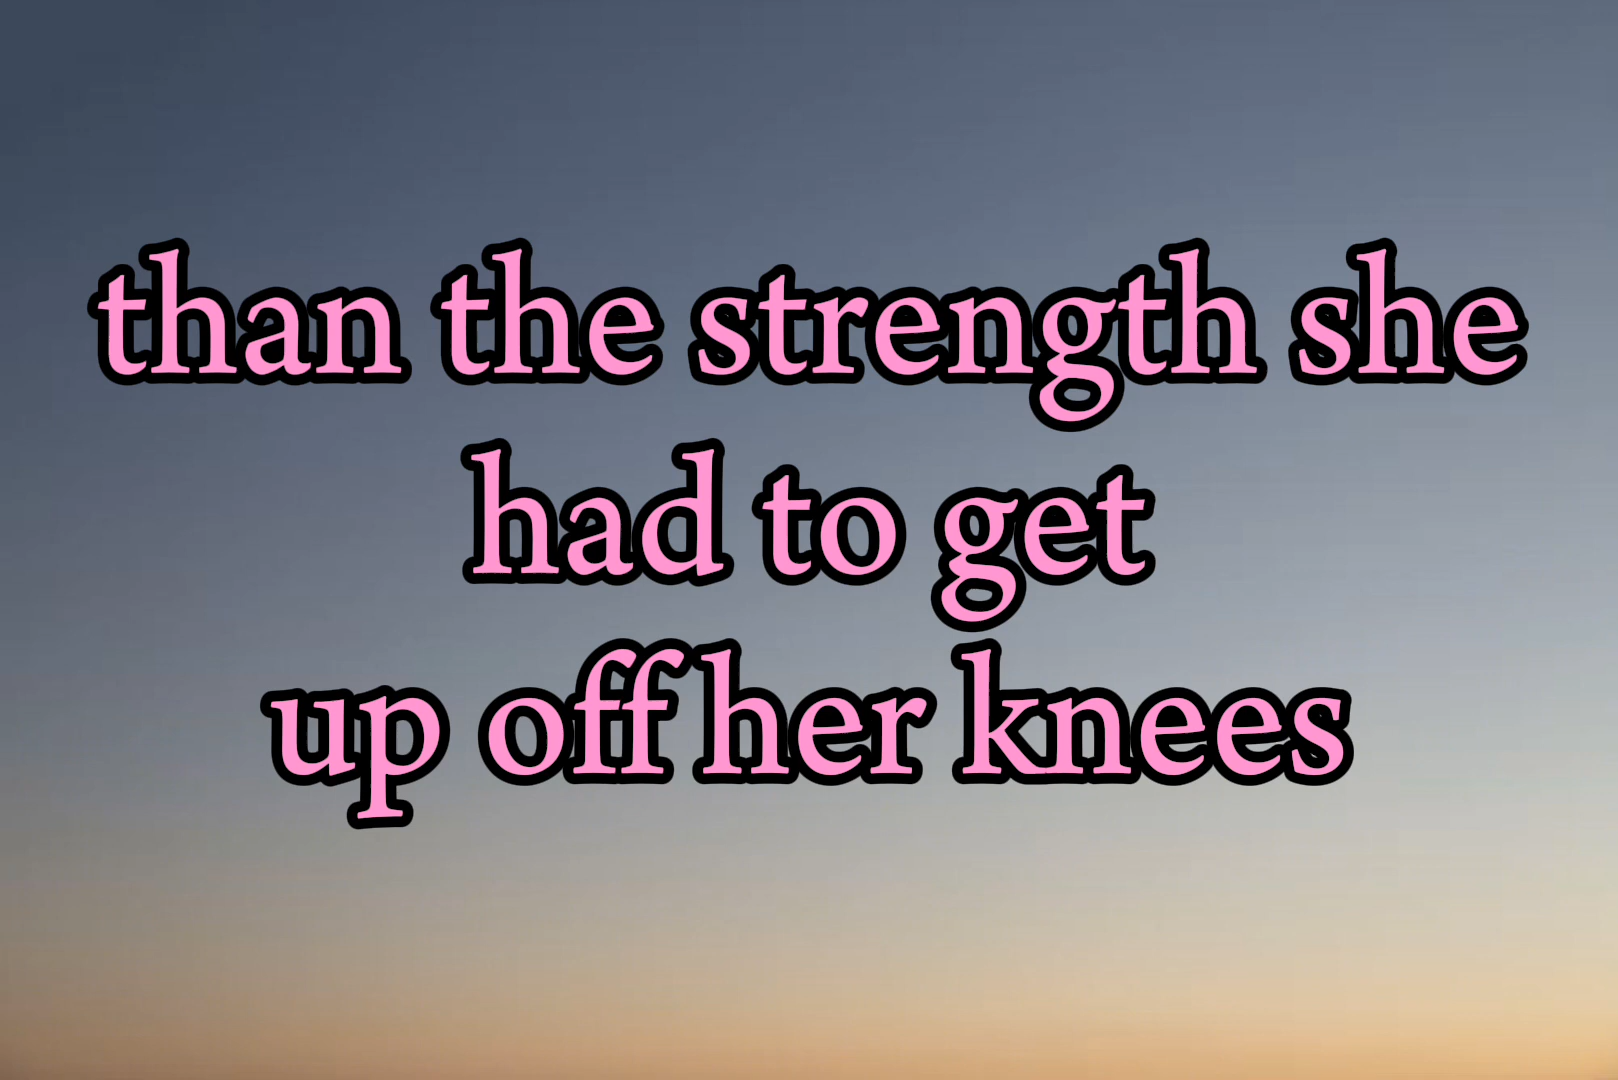 than the strength she
had to get
up off her knees